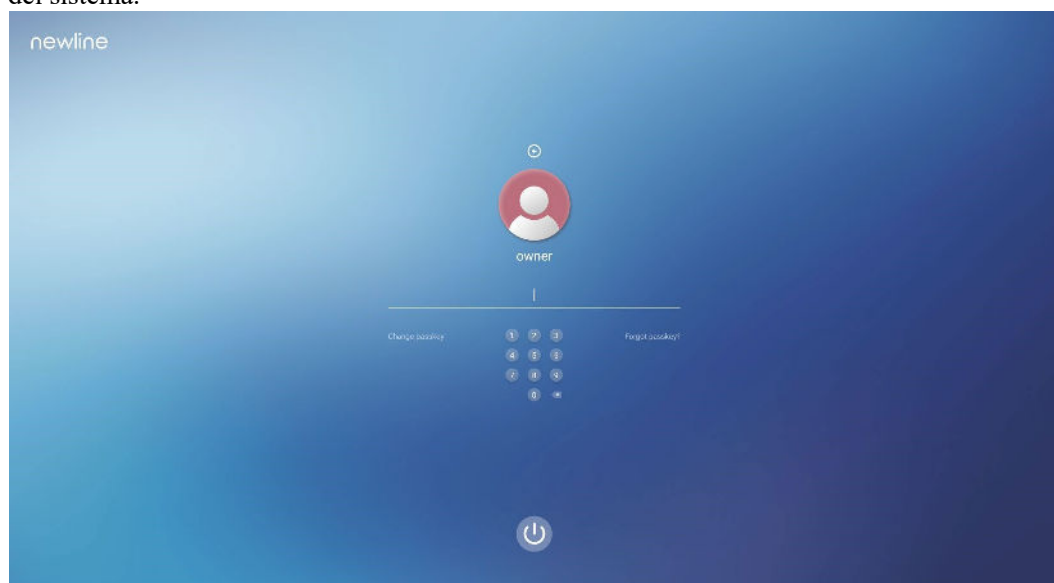 del sistema.
newline
owner
Change passkey
Forgot passkey?
1 2 3
4 5 6
7 8 9
0